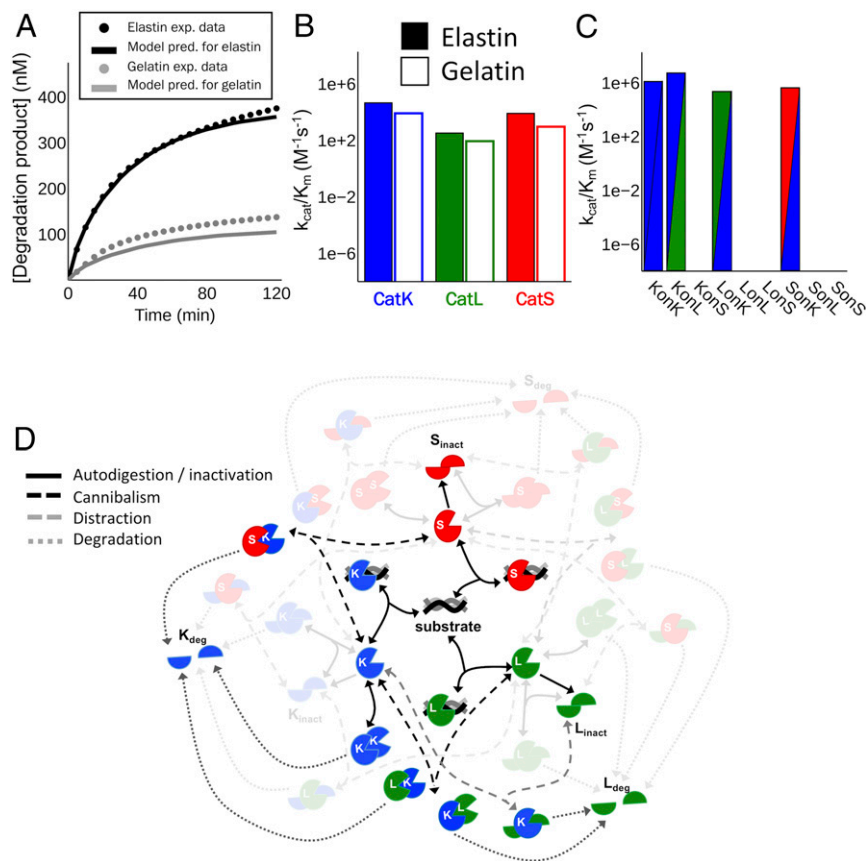 A
Elastin exp. data
Model pred. for elastin
Gelatin exp. data
Model pred. for gelatin
[Degradation product] (nM)
400
300
200
100
0
40
80
120
Time (min)
B
Elastin
Gelatin
kcat/Km (M⁻¹s⁻¹)
1e+6
1e+2
1e−2
1e−6
CatK
CatL
CatS
C
kcat/Km (M⁻¹s⁻¹)
1e+6
1e+2
1e−2
1e−6
KonK
KonL
KonS
LonK
LonL
LonS
SonK
SonL
SonS
D
Autodigestion / inactivation
Cannibalism
Distraction
Degradation
Sdeg
K
L
Sinact
S
S
S
K
S
L
S
S
S
K
K
S
S
L
S
K
substrate
L
L
S
K
Kdeg
K
L
S
Kinact
L
Linact
K
K
L
L
L
K
K
L
K
Ldeg